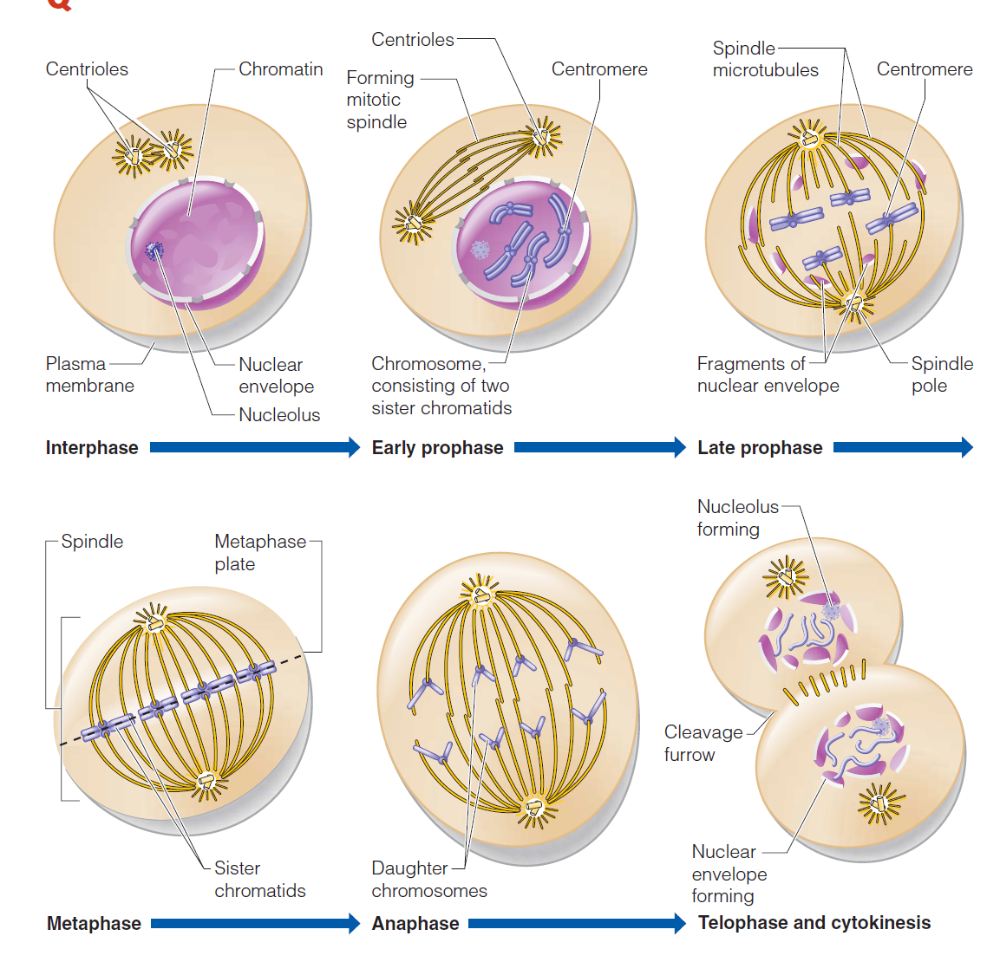 Q
Centrioles
Chromatin
Plasma
membrane
Nuclear
envelope
Nucleolus
Interphase
Centrioles
Forming
mitotic
spindle
Centromere
Chromosome,
consisting of two
sister chromatids
Early prophase
Spindle
microtubules
Centromere
Fragments of
nuclear envelope
Spindle
pole
Late prophase
Spindle
Metaphase
plate
Sister
chromatids
Metaphase
Daughter
chromosomes
Anaphase
Nucleolus
forming
Cleavage
furrow
Nuclear
envelope
forming
Telophase and cytokinesis